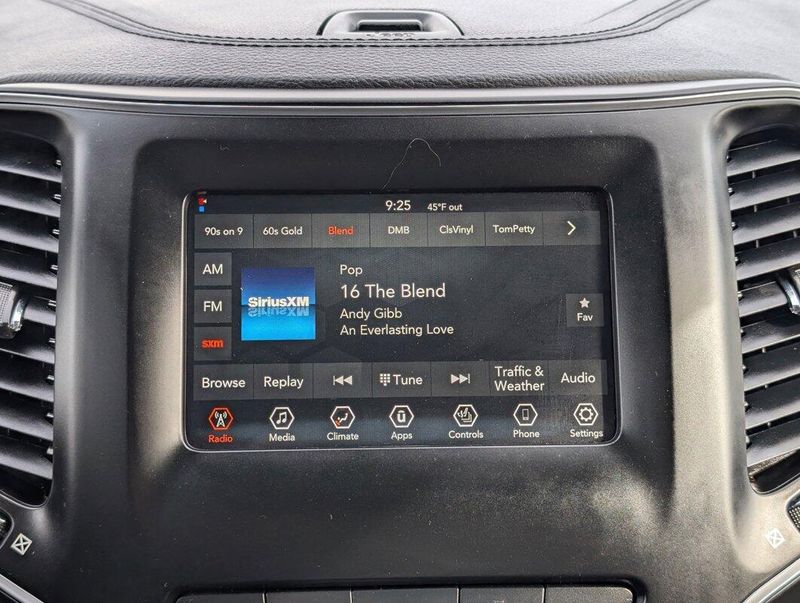 9:25 45°F out
90s on 9 60s Gold Blend DMB ClsVinyl TomPetty
AM
FM
sxm
SiriusXM
Pop
16 The Blend
Andy Gibb
An Everlasting Love
Fav
Browse Replay Tune Traffic & Weather Audio
Radio Media Climate Apps Controls Phone Settings